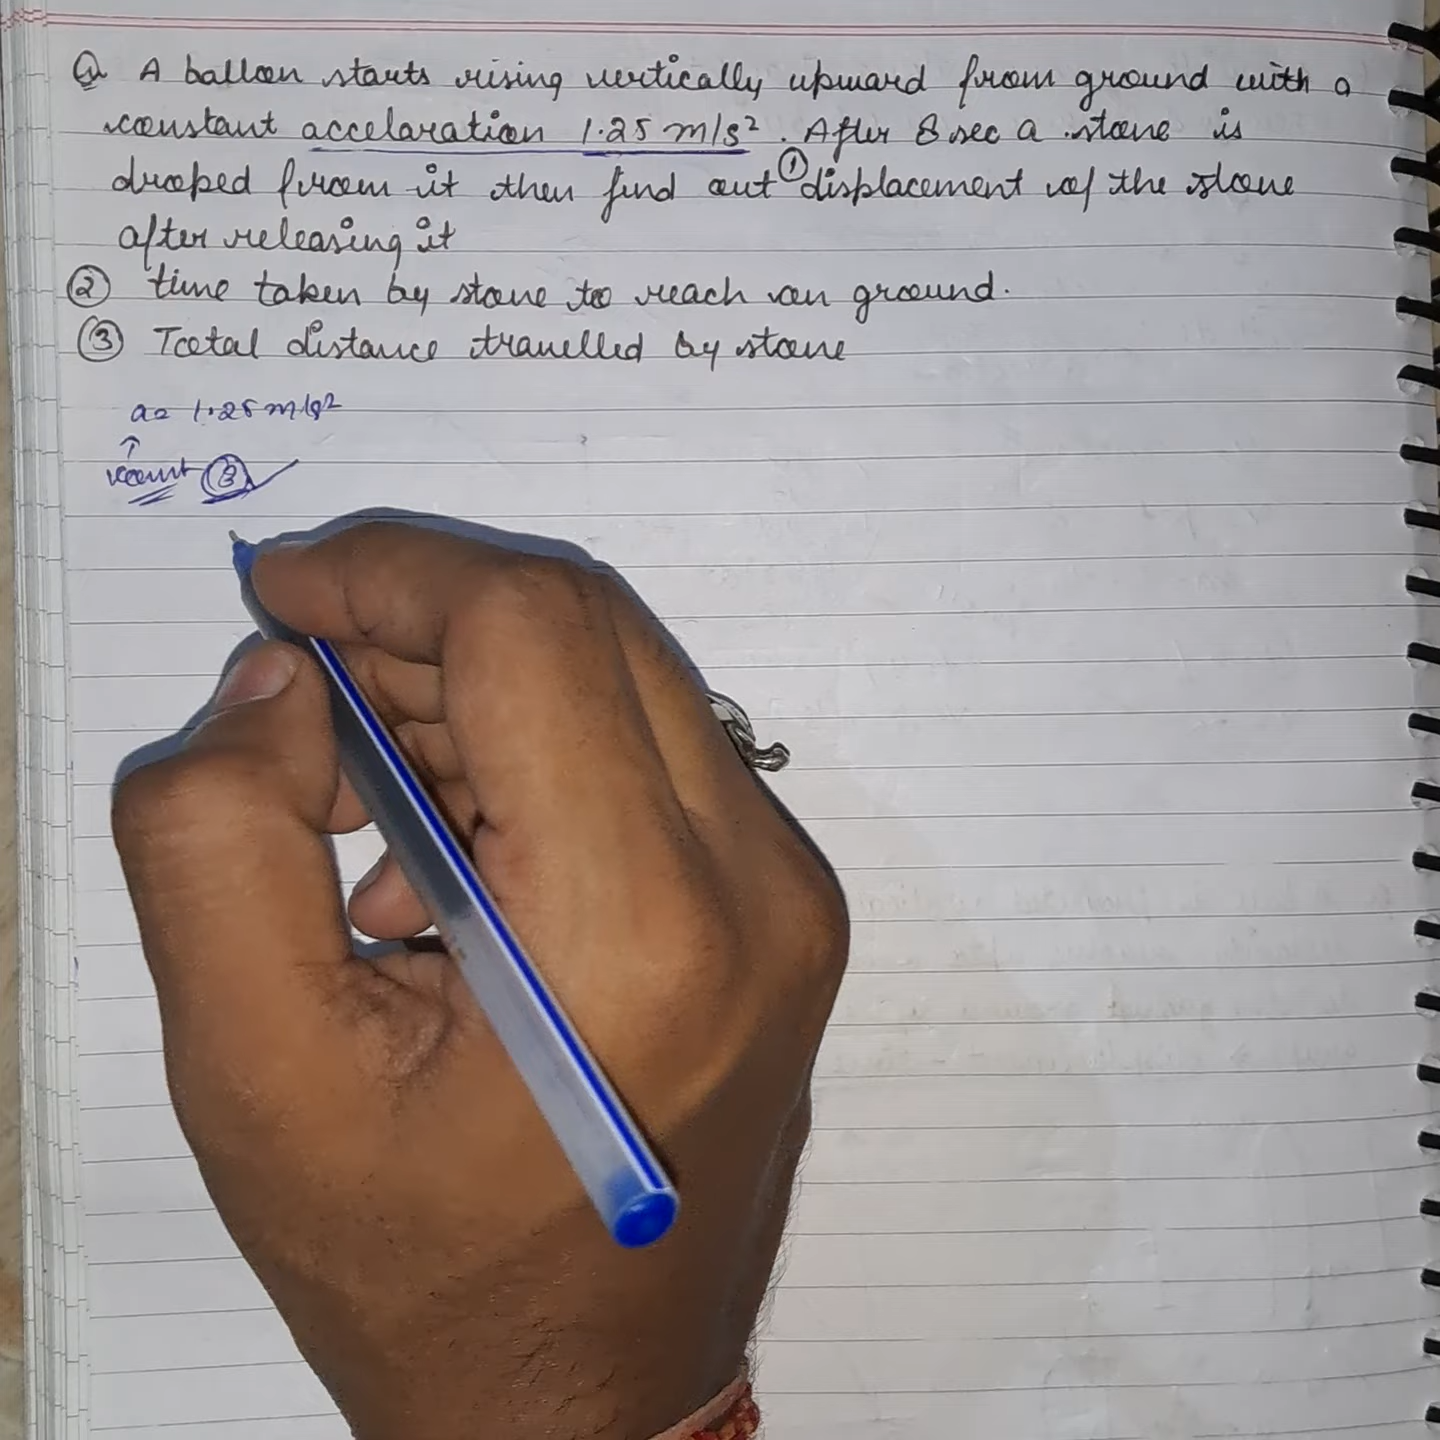 Q A balloon starts rising vertically upward from ground with a
constant accelaration 1.25 m/s². After 8 sec a stone is
droped from it then find out ① displacement of the stone
after releasing it
② time taken by stone to reach on ground.
③ Total distance travelled by stone
a= 1.25 m/s²
↑